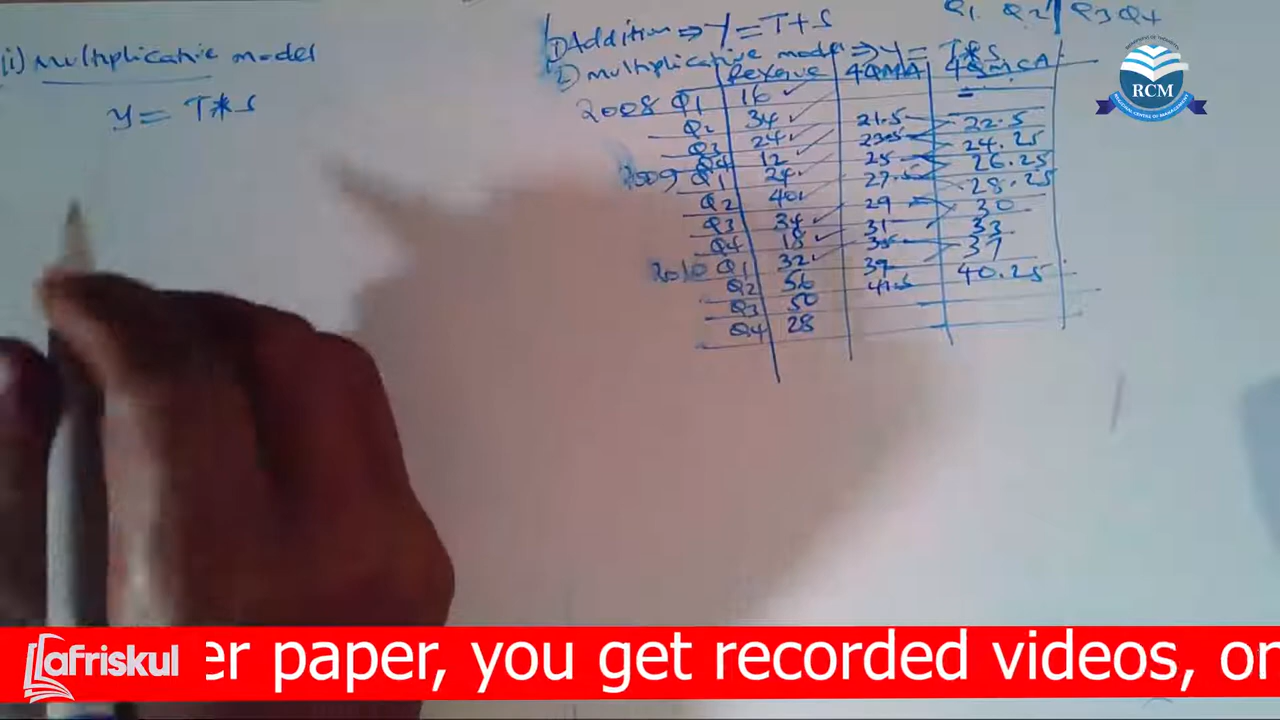 (ii) Multiplicative model
y = T*S
Q1 Q2 Q3 Q4
1) Addition ⇒ Y = T+S
2) multiplicative model ⇒ Y = T*S
Revenue 4QMA 4QMCA
2008 Q1 16 –
Q2 34
21.5
Q3 24 22.5
23.5
Q4 12 24.25
25
2009 Q1 24 26.25
27.5
Q2 40 28.25
29
Q3 34 30
31
Q4 18 33
35
2010 Q1 32 37
39
Q2 56 40.25
41.5
Q3 50
Q4 28
RCM
REGIONAL CENTRE OF MANAGEMENT
afriskul
er paper, you get recorded videos, on